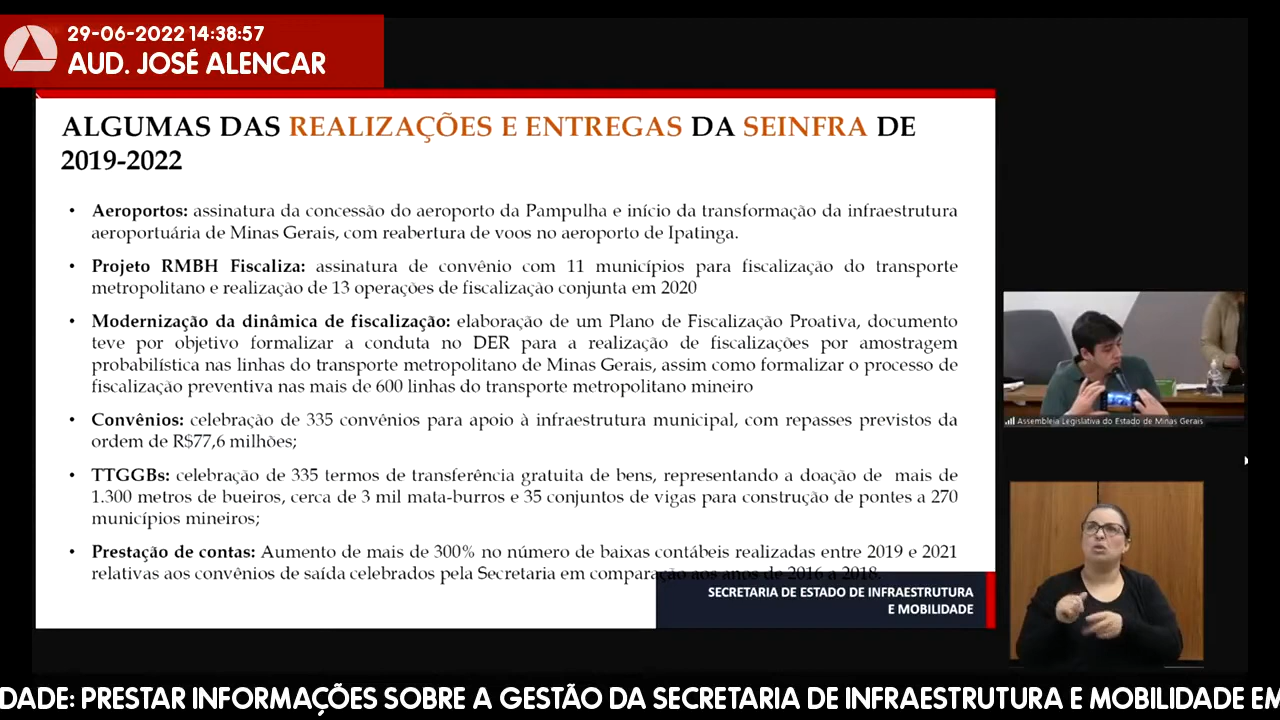 29-06-2022 14:38:57
AUD. JOSÉ ALENCAR
ALGUMAS DAS REALIZAÇÕES E ENTREGAS DA SEINFRA DE
2019-2022
• Aeroportos: assinatura da concessão do aeroporto da Pampulha e início da transformação da infraestrutura
aeroportuária de Minas Gerais, com reabertura de voos no aeroporto de Ipatinga.
• Projeto RMBH Fiscaliza: assinatura de convênio com 11 municípios para fiscalização do transporte
metropolitano e realização de 13 operações de fiscalização conjunta em 2020
• Modernização da dinâmica de fiscalização: elaboração de um Plano de Fiscalização Proativa, documento
teve por objetivo formalizar a conduta no DER para a realização de fiscalizações por amostragem
probabilística nas linhas do transporte metropolitano de Minas Gerais, assim como formalizar o processo de
fiscalização preventiva nas mais de 600 linhas do transporte metropolitano mineiro
• Convênios: celebração de 335 convênios para apoio à infraestrutura municipal, com repasses previstos da
ordem de R$77,6 milhões;
• TTGGBs: celebração de 335 termos de transferência gratuita de bens, representando a doação de mais de
1.300 metros de bueiros, cerca de 3 mil mata-burros e 35 conjuntos de vigas para construção de pontes a 270
municípios mineiros;
• Prestação de contas: Aumento de mais de 300% no número de baixas contábeis realizadas entre 2019 e 2021
relativas aos convênios de saída celebrados pela Secretaria em comparação aos anos de 2016 a 2018.
SECRETARIA DE ESTADO DE INFRAESTRUTURA
E MOBILIDADE
Assembleia Legislativa do Estado de Minas Gerais
DADE: PRESTAR INFORMAÇÕES SOBRE A GESTÃO DA SECRETARIA DE INFRAESTRUTURA E MOBILIDADE EM